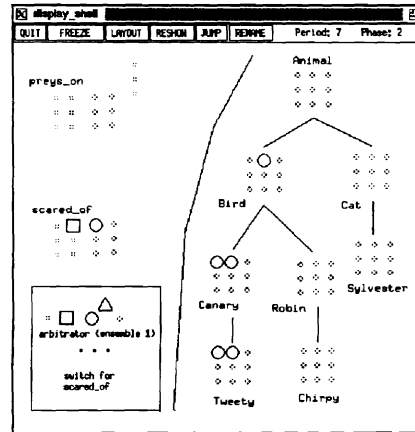 display_shell
QUIT FREEZE LAYOUT RESHOW JUMP RENAME Period: 7 Phase: 2
Animal
preys_on
Bird
Cat
scared_of
Canary
Robin
Sylvester
arbitrator (ensemble 1)
switch for
scared_of
Tweety
Chirpy